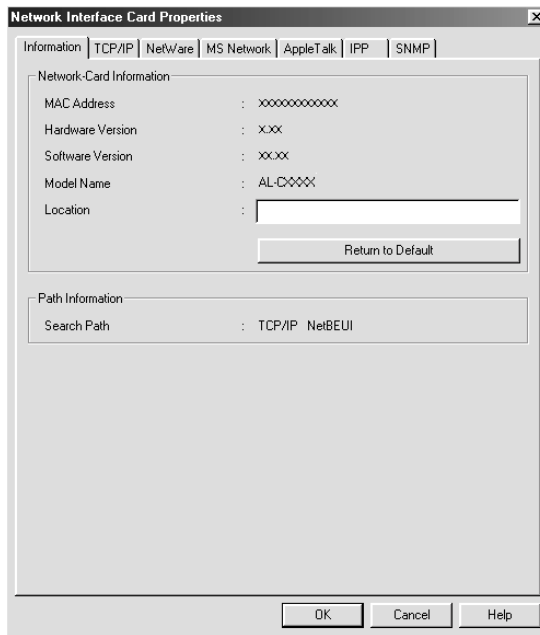 Network Interface Card Properties
Information TCP/IP NetWare MS Network AppleTalk IPP SNMP
Network-Card Information
MAC Address : XXXXXXXXXXXX
Hardware Version : X.XX
Software Version : XX.XX
Model Name : AL-CXXXX
Location :
Return to Default
Path Information
Search Path : TCP/IP NetBEUI
OK Cancel Help